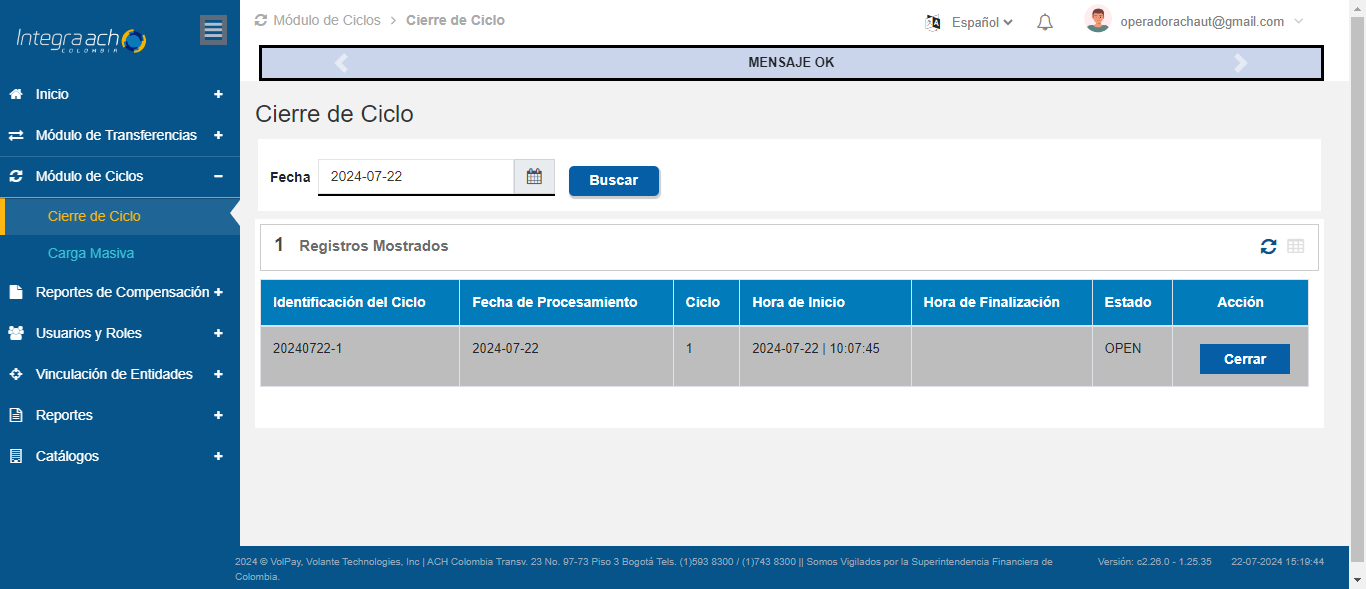 Integra ach
COLOMBIA
Módulo de Ciclos > Cierre de Ciclo
Español
operadorachaut@gmail.com
MENSAJE OK
Inicio +
Módulo de Transferencias +
Módulo de Ciclos −
Cierre de Ciclo
Carga Masiva
Reportes de Compensación +
Usuarios y Roles +
Vinculación de Entidades +
Reportes +
Catálogos +
Cierre de Ciclo
Fecha 2024-07-22 Buscar
1 Registros Mostrados
Identificación del Ciclo Fecha de Procesamiento Ciclo Hora de Inicio Hora de Finalización Estado Acción
20240722-1 2024-07-22 1 2024-07-22 | 10:07:45 OPEN Cerrar
2024 © VolPay, Volante Technologies, Inc | ACH Colombia Transv. 23 No. 97-73 Piso 3 Bogotá Tels. (1)593 8300 / (1)743 8300 || Somos Vigilados por la Superintendencia Financiera de
Colombia.
Versión: c2.26.0 - 1.25.35 22-07-2024 15:19:44